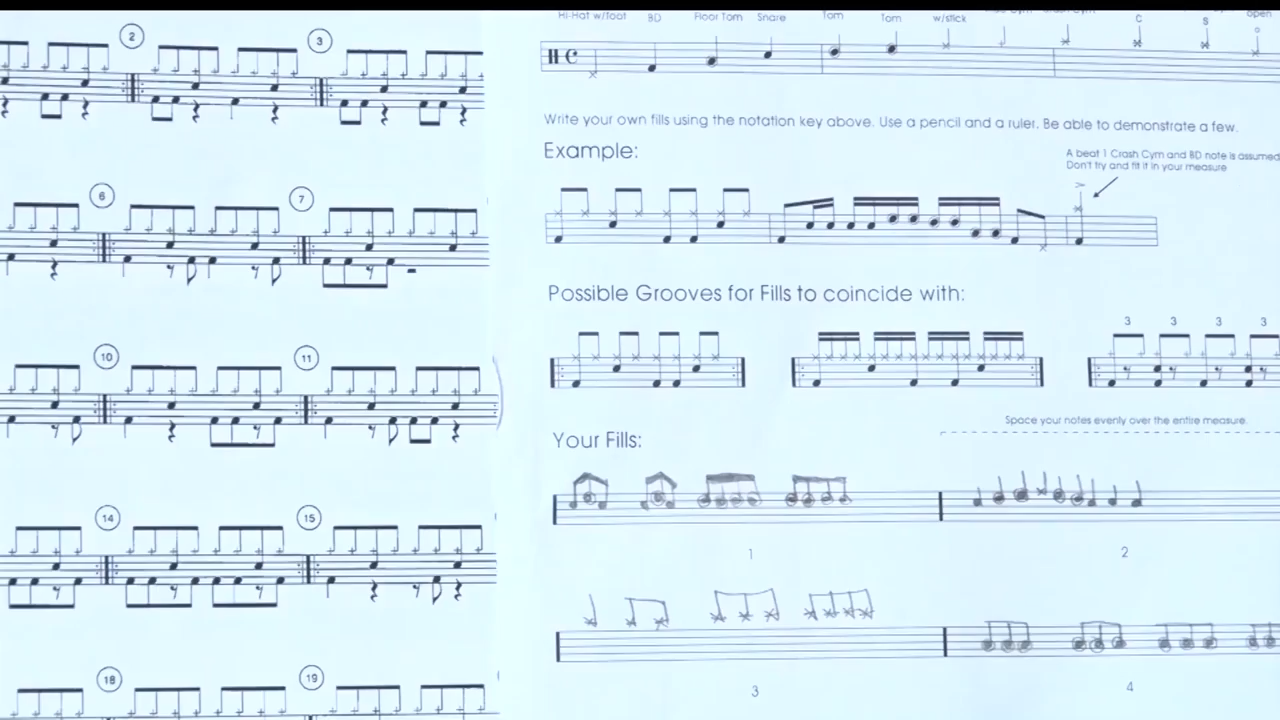 2
3
6
7
10
11
14
15
18
19
Hi-Hat w/foot BD Floor Tom Snare Tom Tom w/stick C S open
Write your own fills using the notation key above. Use a pencil and a ruler. Be able to demonstrate a few.
Example:
A beat 1 Crash Cym and BD note is assumed
Don't try and fit it in your measure
Possible Grooves for Fills to coincide with:
3 3 3 3
Space your notes evenly over the entire measure.
Your Fills:
1 2
3 4